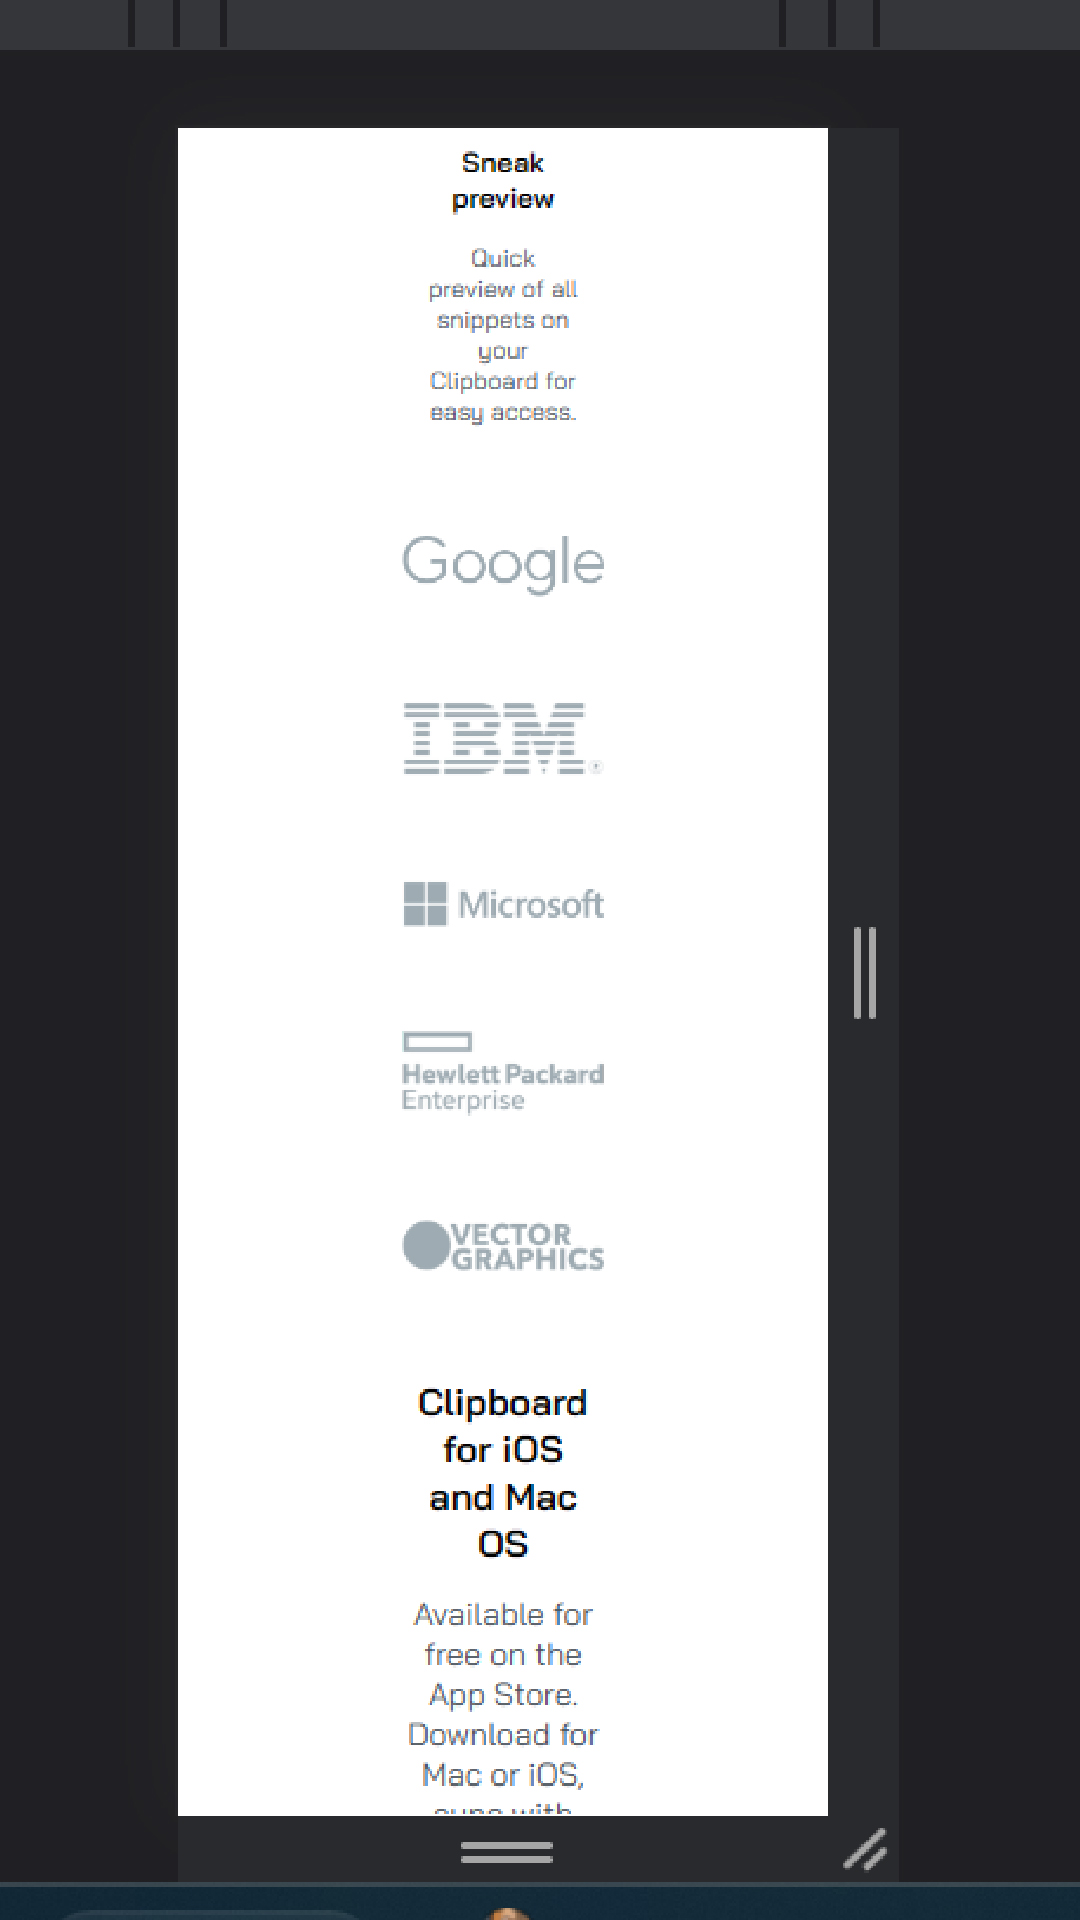 Sneak
preview
Quick
preview of all
snippets on
your
Clipboard for
easy access.
Google
IBM®
Microsoft
Hewlett Packard
Enterprise
VECTOR
GRAPHICS
Clipboard
for iOS
and Mac
OS
Available for
free on the
App Store.
Download for
Mac or iOS,
sync with